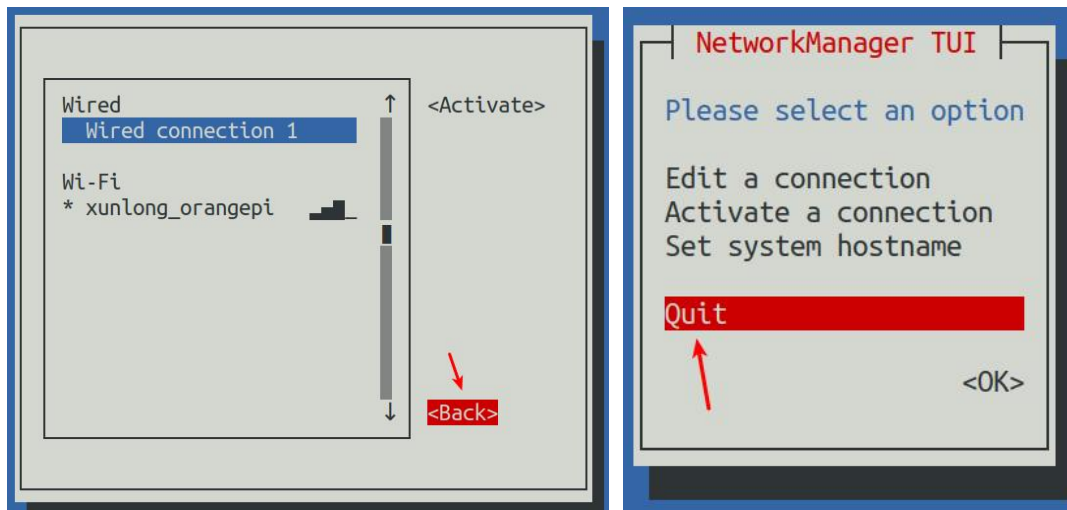 Wired
Wired connection 1
Wi-Fi
* xunlong_orangepi
<Activate>
<Back>
NetworkManager TUI
Please select an option
Edit a connection
Activate a connection
Set system hostname
Quit
<OK>